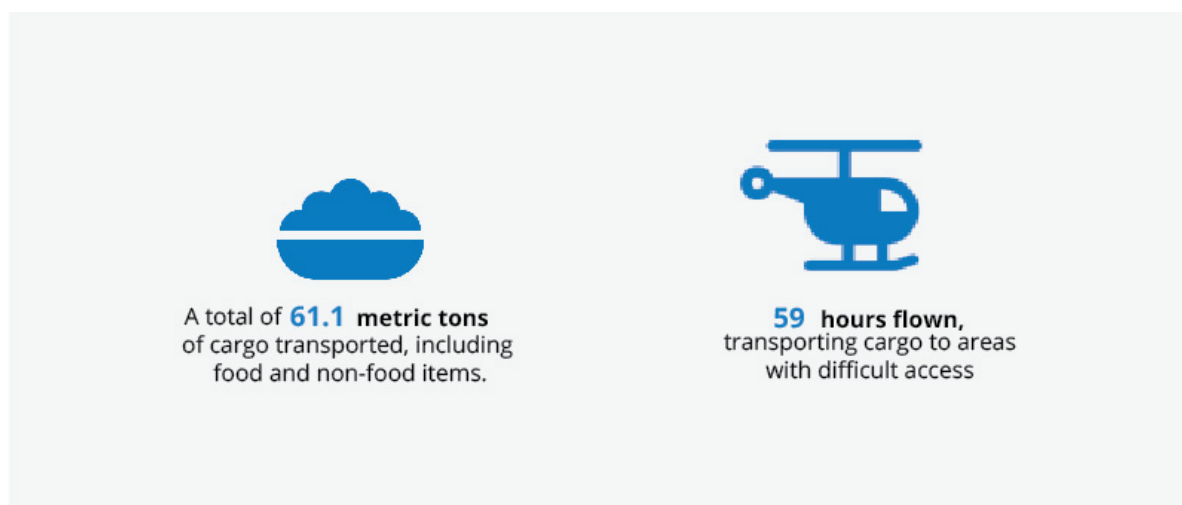 A total of 61.1 metric tons
of cargo transported, including
food and non-food items.
59 hours flown,
transporting cargo to areas
with difficult access